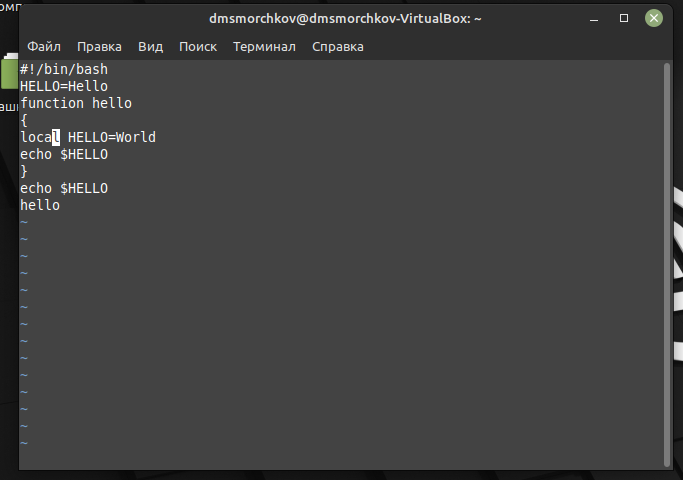 dmsmorchkov@dmsmorchkov-VirtualBox: ~
Файл Правка Вид Поиск Терминал Справка
#!/bin/bash
HELLO=Hello
function hello
{
local HELLO=World
echo $HELLO
}
echo $HELLO
hello
~
~
~
~
~
~
~
~
~
~
~
~
~
~